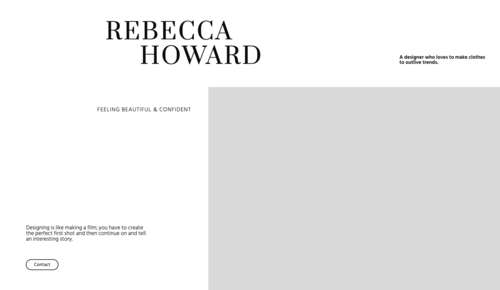 REBECCA
HOWARD
A designer who loves to make clothes
to outlive trends.
FEELING BEAUTIFUL & CONFIDENT
Designing is like making a film; you have to create
the perfect first shot and then continue on and tell
an interesting story.
Contact